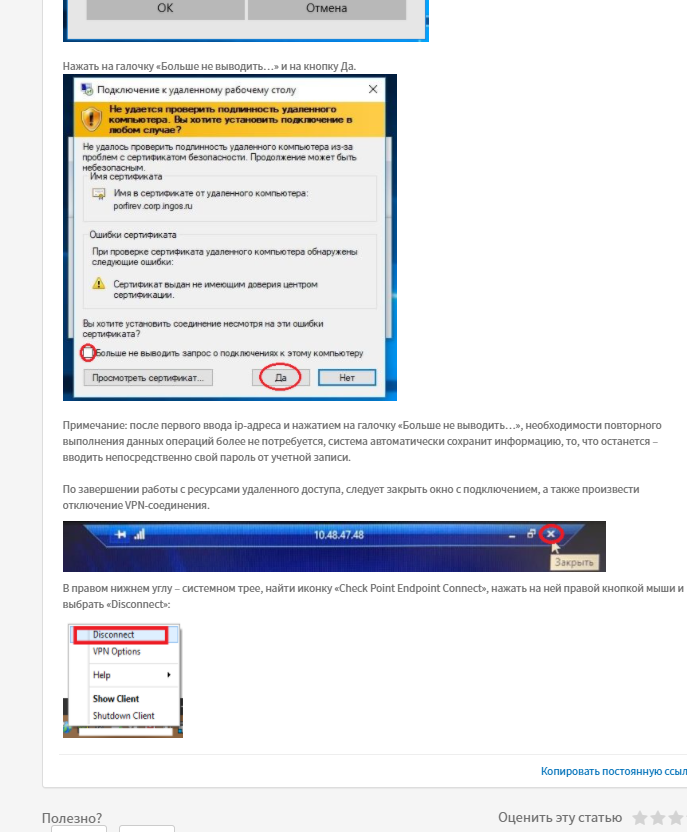 ОК Отмена
Нажать на галочку «Больше не выводить…» и на кнопку Да.
Подключение к удаленному рабочему столу
Не удается проверить подлинность удаленного
компьютера. Вы хотите установить подключение в
любом случае?
Не удалось проверить подлинность удаленного компьютера из-за
проблем с сертификатом безопасности. Продолжение может быть
небезопасным.
Имя сертификата
Имя в сертификате от удаленного компьютера:
porfirev.corp.ingos.ru
Ошибки сертификата
При проверке сертификата удаленного компьютера обнаружены
следующие ошибки:
Сертификат выдан не имеющим доверия центром
сертификации.
Вы хотите установить соединение несмотря на эти ошибки
сертификата?
Больше не выводить запрос о подключениях к этому компьютеру
Просмотреть сертификат... Да Нет
Примечание: после первого ввода ip-адреса и нажатием на галочку «Больше не выводить…», необходимости повторного
выполнения данных операций более не потребуется, система автоматически сохранит информацию, то, что останется –
вводить непосредственно свой пароль от учетной записи.
По завершении работы с ресурсами удаленного доступа, следует закрыть окно с подключением, а также произвести
отключение VPN-соединения.
10.48.47.48
Закрыть
В правом нижнем углу – системном трее, найти иконку «Check Point Endpoint Connect», нажать на ней правой кнопкой мыши и
выбрать «Disconnect»:
Disconnect
VPN Options
Help
Show Client
Shutdown Client
Копировать постоянную ссыл
Полезно? Оценить эту статью